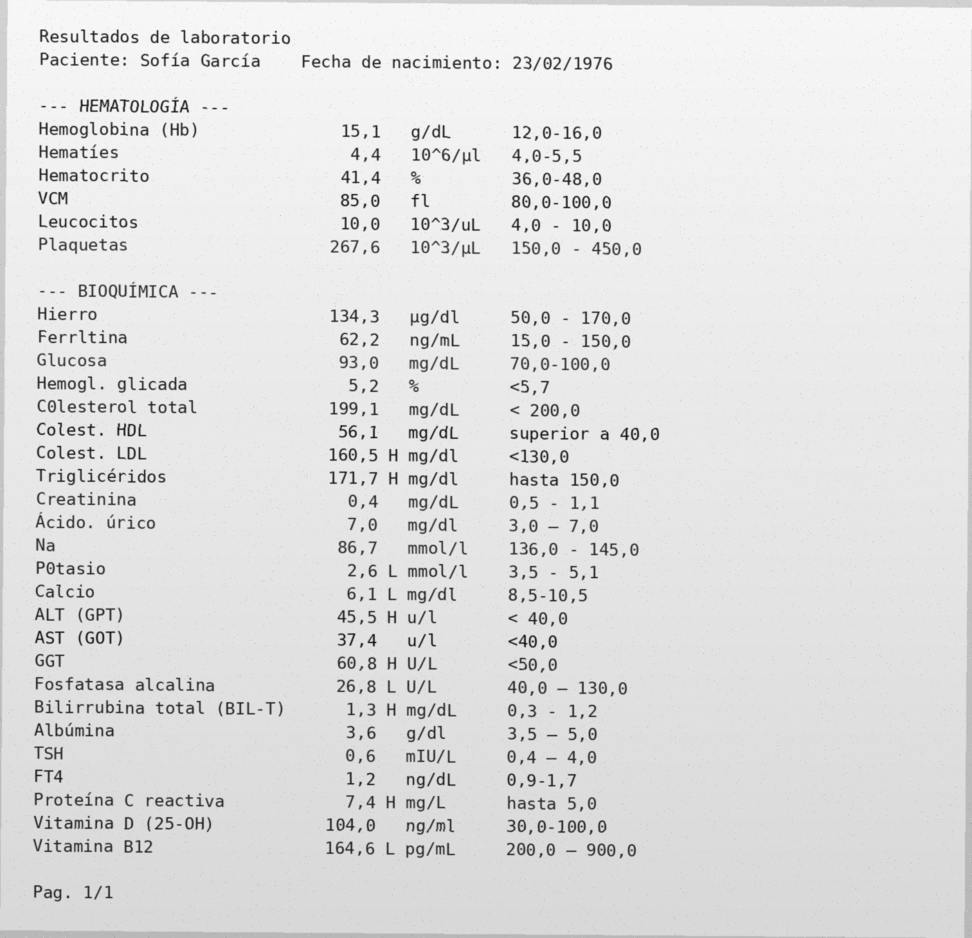 Resultados de laboratorio
Paciente: Sofía García    Fecha de nacimiento: 23/02/1976
--- HEMATOLOGÍA ---
Hemoglobina (Hb) 15,1 g/dL 12,0-16,0
Hematíes 4,4 10^6/µl 4,0-5,5
Hematocrito 41,4 % 36,0-48,0
VCM 85,0 fl 80,0-100,0
Leucocitos 10,0 10^3/uL 4,0 - 10,0
Plaquetas 267,6 10^3/µL 150,0 - 450,0
--- BIOQUÍMICA ---
Hierro 134,3 µg/dl 50,0 - 170,0
Ferrltina 62,2 ng/mL 15,0 - 150,0
Glucosa 93,0 mg/dL 70,0-100,0
Hemogl. glicada 5,2 % <5,7
C0lesterol total 199,1 mg/dL < 200,0
Colest. HDL 56,1 mg/dL superior a 40,0
Colest. LDL 160,5 H mg/dl <130,0
Triglicéridos 171,7 H mg/dl hasta 150,0
Creatinina 0,4 mg/dL 0,5 - 1,1
Ácido. úrico 7,0 mg/dl 3,0 – 7,0
Na 86,7 mmol/l 136,0 - 145,0
P0tasio 2,6 L mmol/l 3,5 - 5,1
Calcio 6,1 L mg/dl 8,5-10,5
ALT (GPT) 45,5 H u/l < 40,0
AST (GOT) 37,4 u/l <40,0
GGT 60,8 H U/L <50,0
Fosfatasa alcalina 26,8 L U/L 40,0 – 130,0
Bilirrubina total (BIL-T) 1,3 H mg/dL 0,3 - 1,2
Albúmina 3,6 g/dl 3,5 – 5,0
TSH 0,6 mIU/L 0,4 – 4,0
FT4 1,2 ng/dL 0,9-1,7
Proteína C reactiva 7,4 H mg/L hasta 5,0
Vitamina D (25-OH) 104,0 ng/ml 30,0-100,0
Vitamina B12 164,6 L pg/mL 200,0 – 900,0
Pag. 1/1